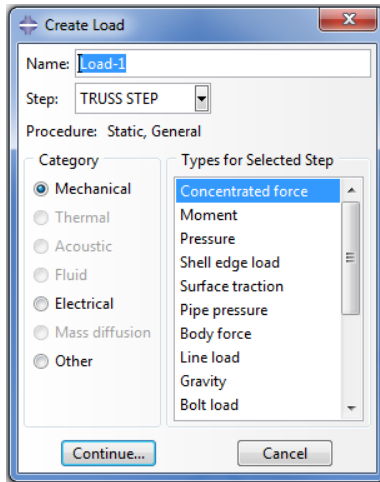 Create Load
Name: Load-1
Step: TRUSS STEP
Procedure: Static, General
Category
Mechanical
Thermal
Acoustic
Fluid
Electrical
Mass diffusion
Other
Types for Selected Step
Concentrated force
Moment
Pressure
Shell edge load
Surface traction
Pipe pressure
Body force
Line load
Gravity
Bolt load
Continue...
Cancel